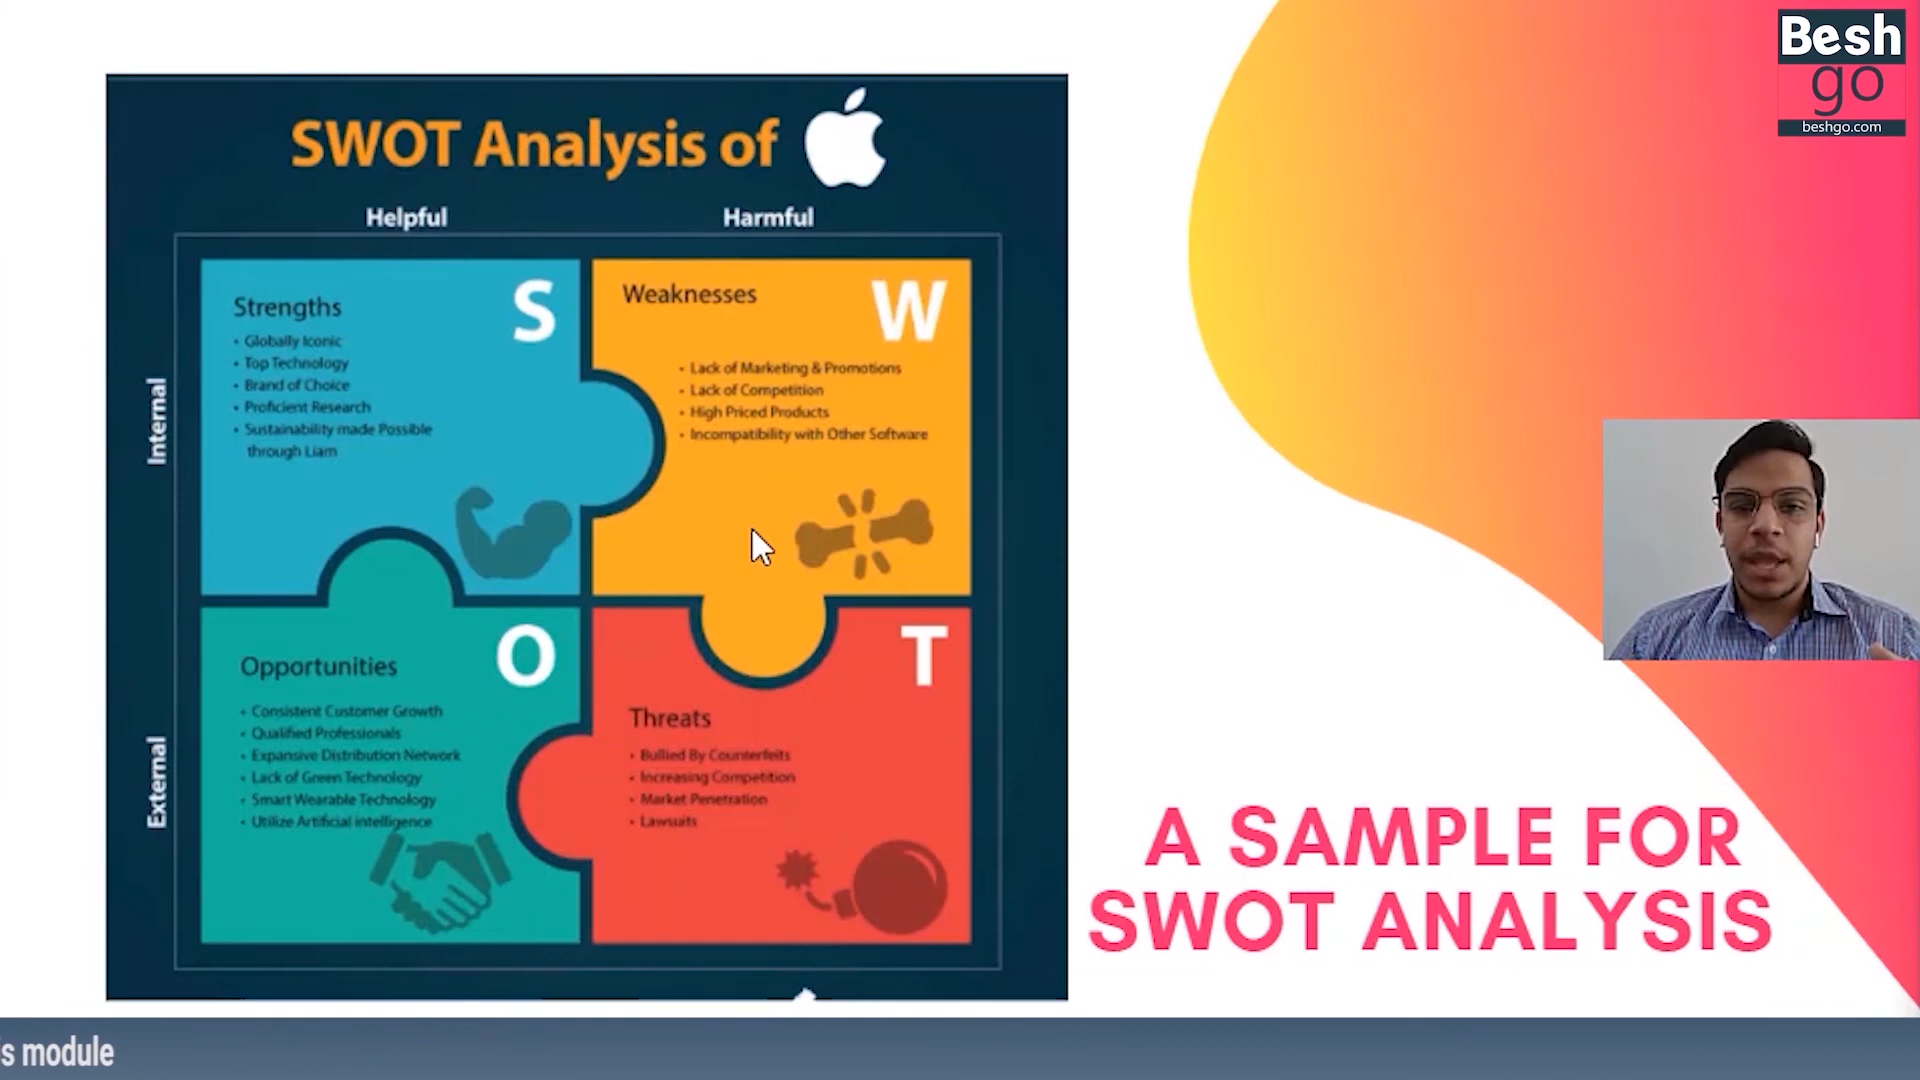 Besh
go
beshgo.com
SWOT Analysis of
Helpful
Harmful
Internal
External
S
Strengths
• Globally Iconic
• Top Technology
• Brand of Choice
• Proficient Research
• Sustainability made Possible
through Liam
W
Weaknesses
• Lack of Marketing & Promotions
• Lack of Competition
• High Priced Products
• Incompatibility with Other Software
O
Opportunities
• Consistent Customer Growth
• Qualified Professionals
• Expansive Distribution Network
• Lack of Green Technology
• Smart Wearable Technology
• Utilize Artificial intelligence
T
Threats
• Bullied By Counterfeits
• Increasing Competition
• Market Penetration
• Lawsuits
A SAMPLE FOR
SWOT ANALYSIS
is module